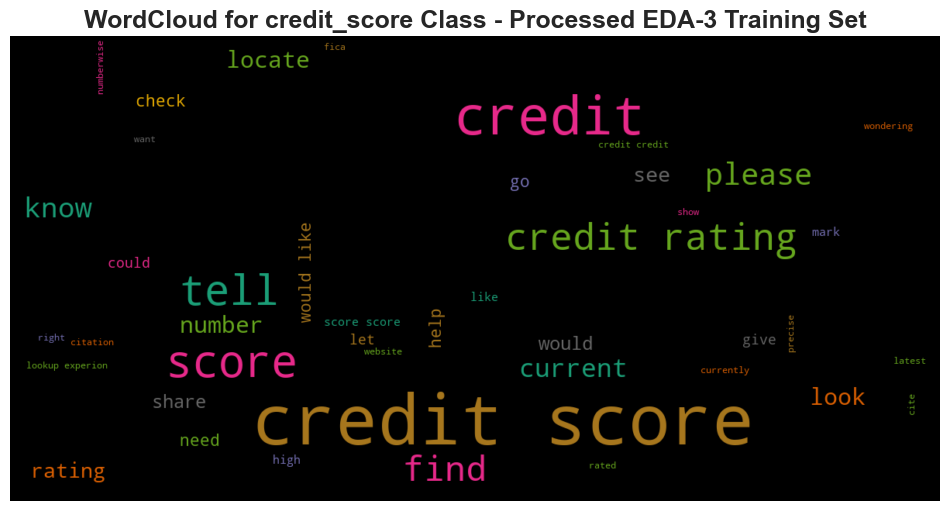 WordCloud for credit_score Class - Processed EDA-3 Training Set
numberwise
fica
locate
check
credit
wondering
want
credit credit
go
see
please
know
show
credit rating
mark
would like
could
tell
like
number
score score
help
let
website
right
citation
would
give
precise
lookup experion
score
current
currently
latest
share
look
cite
credit score
need
high
find
rated
rating